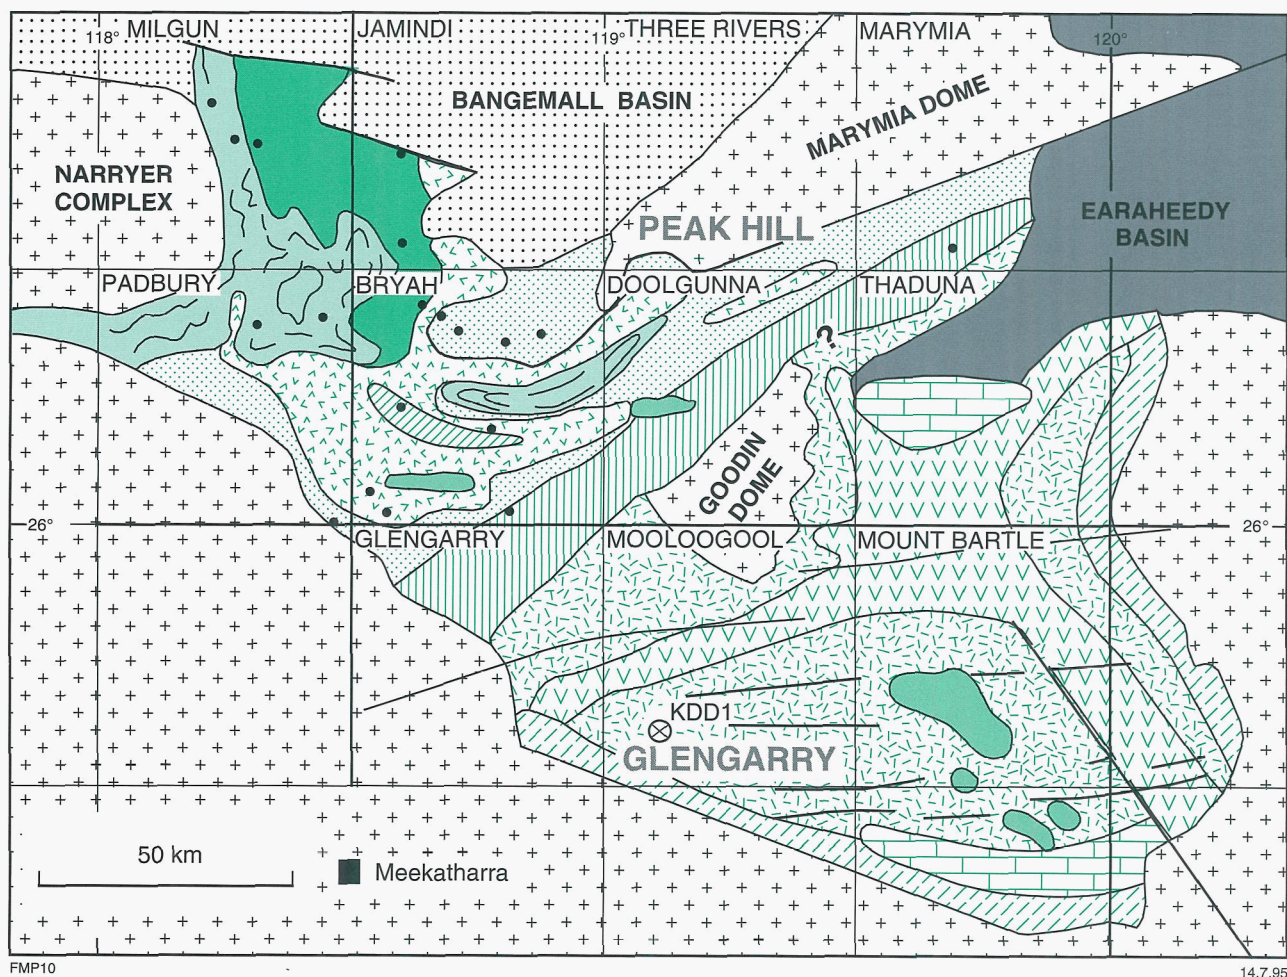 118° MILGUN JAMINDI 119° THREE RIVERS MARYMIA 120°
BANGEMALL BASIN
MARYMIA DOME
NARRYER
COMPLEX
PEAK HILL
EARAHEEDY
BASIN
PADBURY BRYAH DOOLGUNNA THADUNA
?
GOODIN
DOME
26° 26°
GLENGARRY MOOLOOGOOL MOUNT BARTLE
KDD1
GLENGARRY
50 km
Meekatharra
FMP10 14.7.95